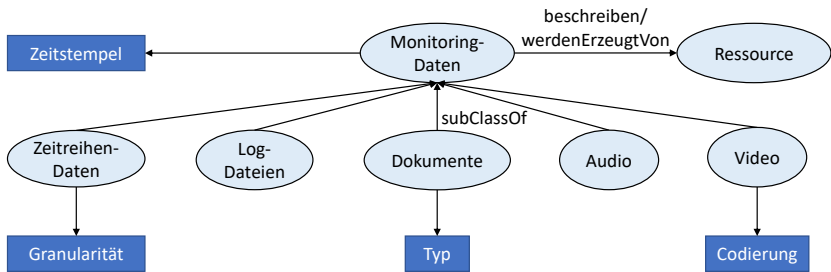 beschreiben/
werdenErzeugtVon
Zeitstempel
Monitoring-
Daten
Ressource
subClassOf
Zeitreihen-
Daten
Log-
Dateien
Dokumente
Audio
Video
Granularität
Typ
Codierung